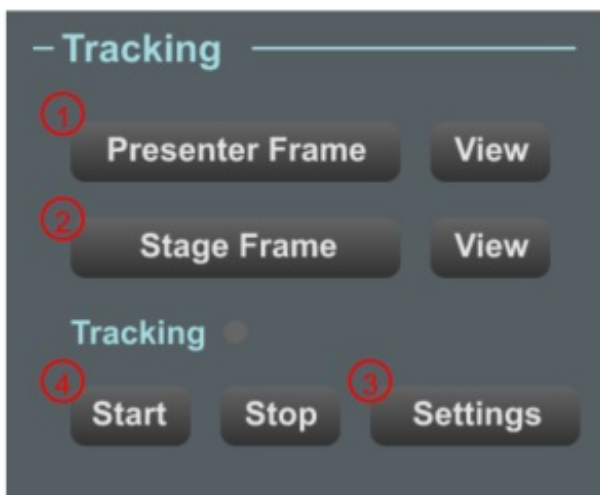 Tracking
1
Presenter Frame View
2
Stage Frame View
Tracking
4 3
Start Stop Settings